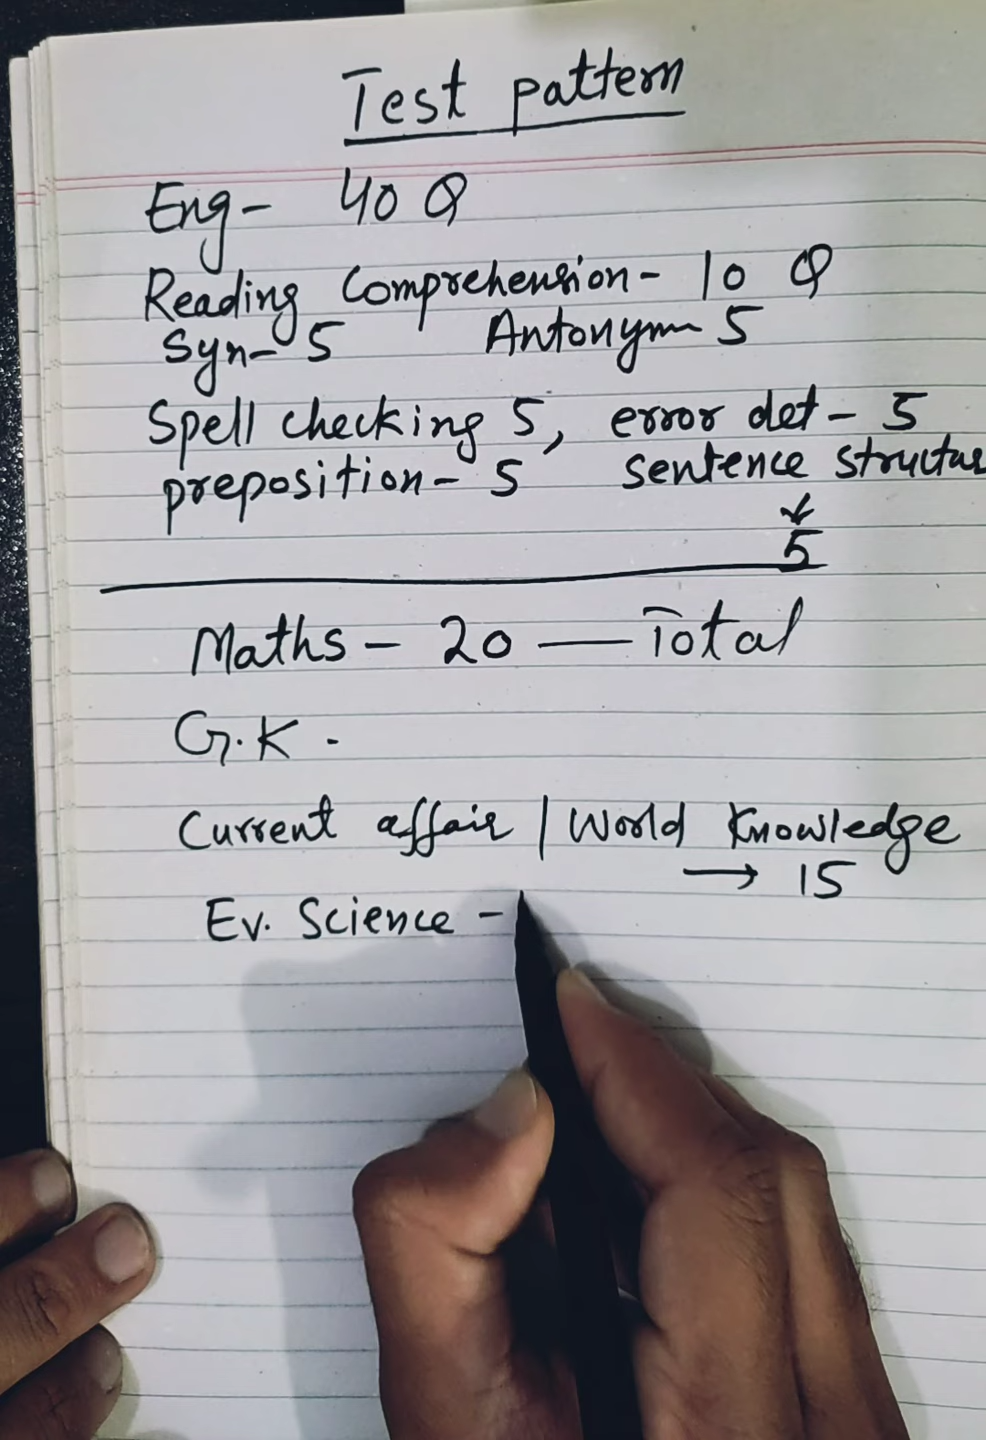 Test pattern
Eng- 40 Q
Reading Comprehension- 10 Q
Syn- 5 Antonym- 5
Spell checking 5, error det- 5
preposition- 5 sentence structur
5
Maths - 20 — Total
G.K.
Current affair | World Knowledge
→ 15
Ev. Science -